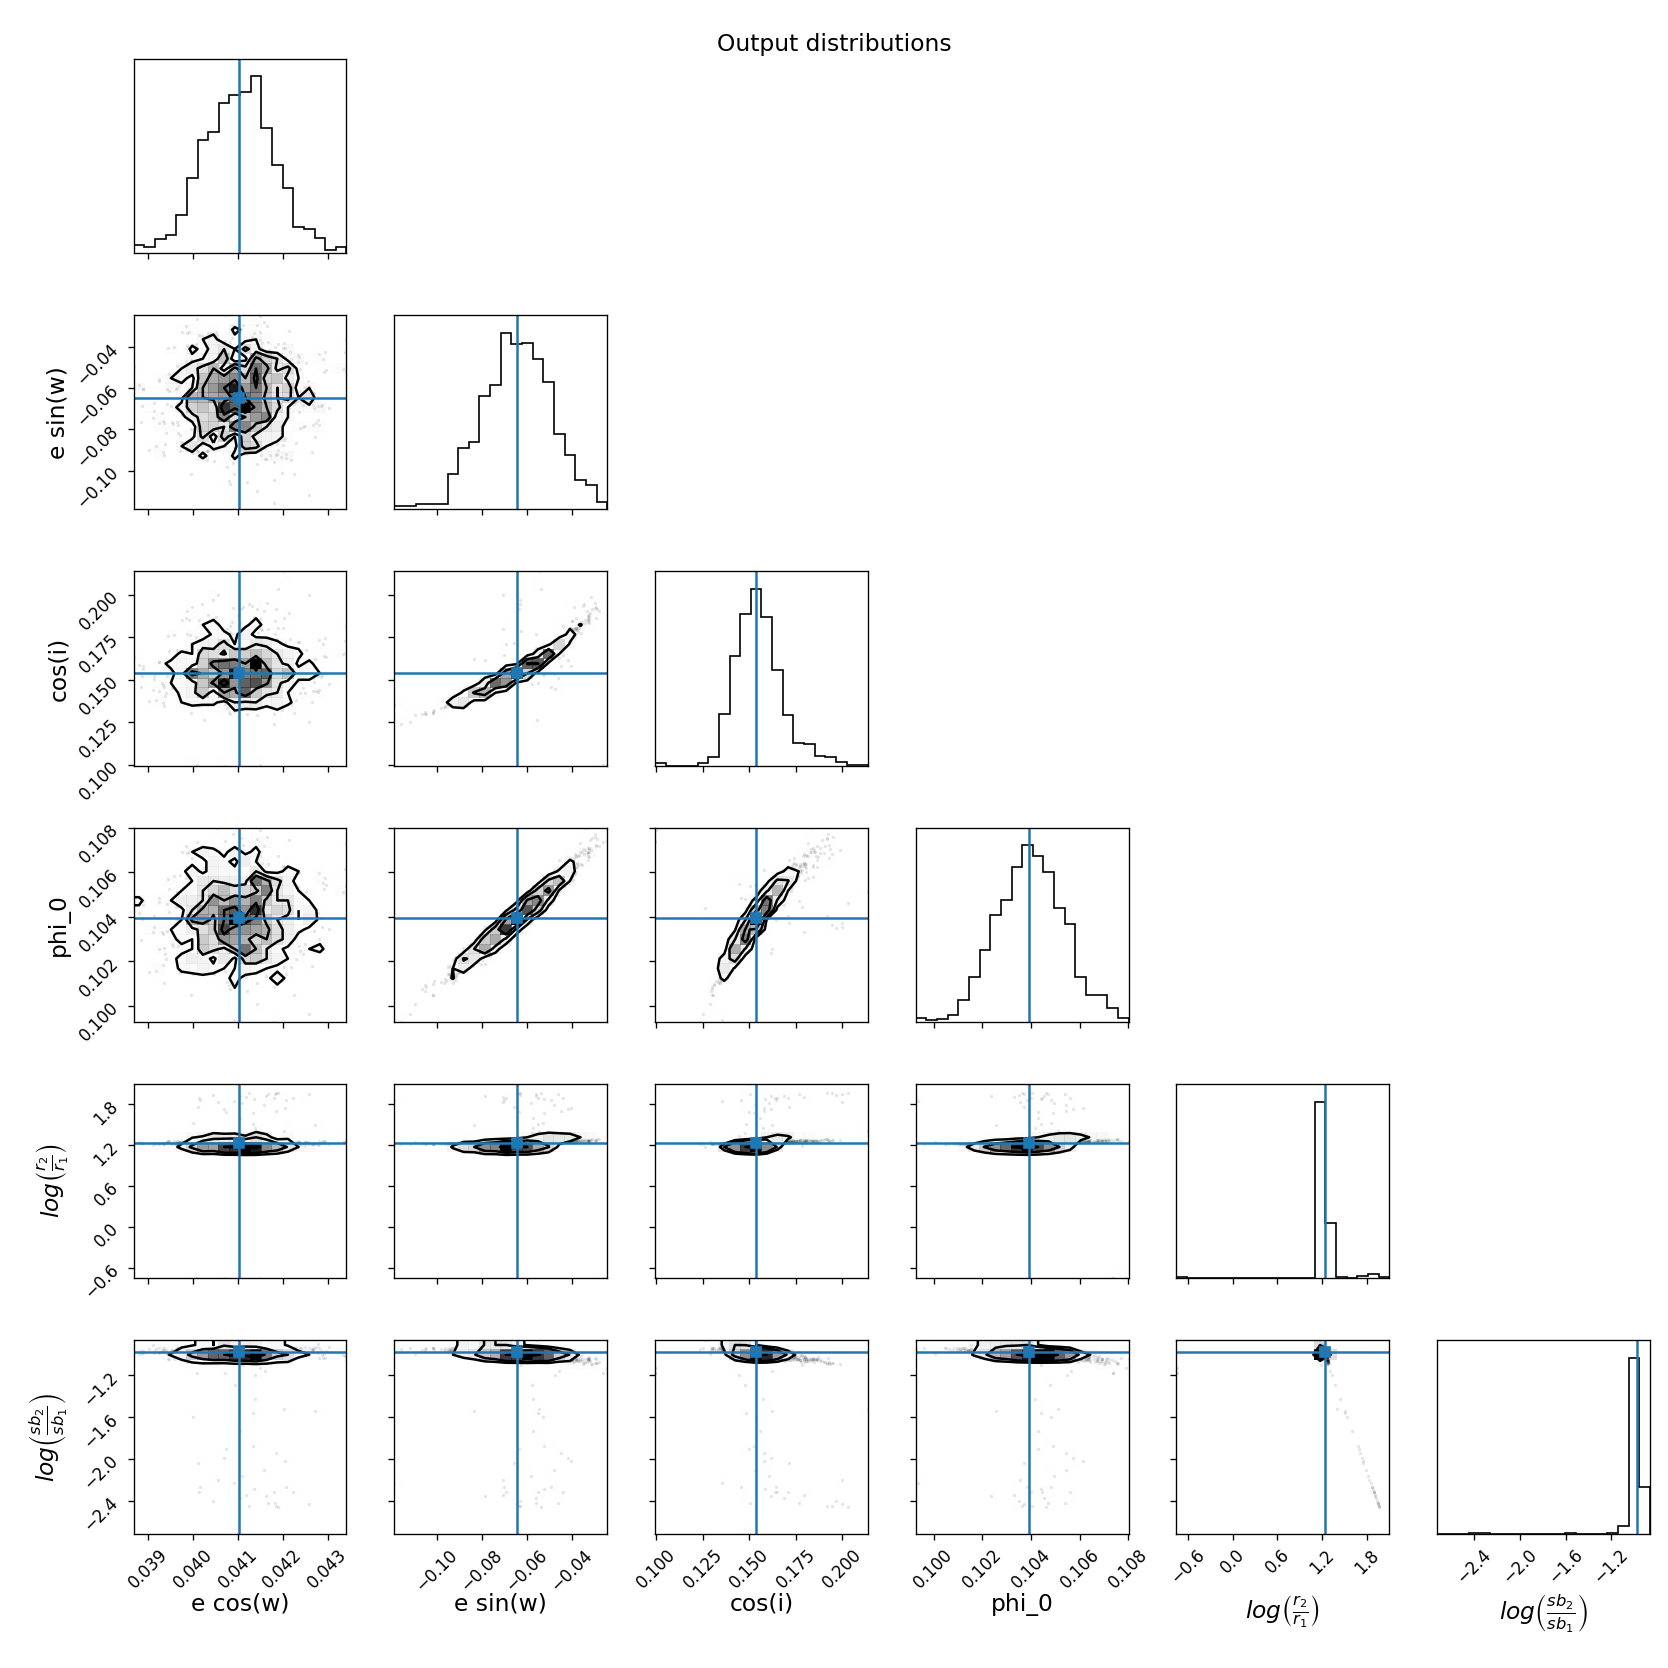 Output distributions
e sin(w)
−0.04
−0.06
−0.08
−0.10
cos(i)
0.200
0.175
0.150
0.125
0.100
phi_0
0.108
0.106
0.104
0.102
0.100
log(r₂/r₁)
1.8
1.2
0.6
0.0
−0.6
log(sb₂/sb₁)
−1.2
−1.6
−2.0
−2.4
0.039 0.040 0.041 0.042 0.043
e cos(w)
−0.10 −0.08 −0.06 −0.04
e sin(w)
0.100 0.125 0.150 0.175 0.200
cos(i)
0.100 0.102 0.104 0.106 0.108
phi_0
−0.6 0.0 0.6 1.2 1.8
log(r₂/r₁)
−2.4 −2.0 −1.6 −1.2
log(sb₂/sb₁)